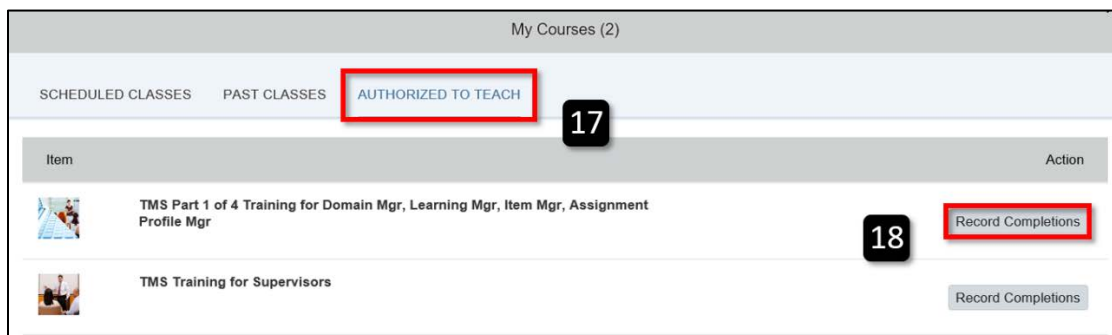 My Courses (2)
SCHEDULED CLASSES PAST CLASSES AUTHORIZED TO TEACH
17
Item Action
TMS Part 1 of 4 Training for Domain Mgr, Learning Mgr, Item Mgr, Assignment
Profile Mgr
Record Completions
18
TMS Training for Supervisors
Record Completions